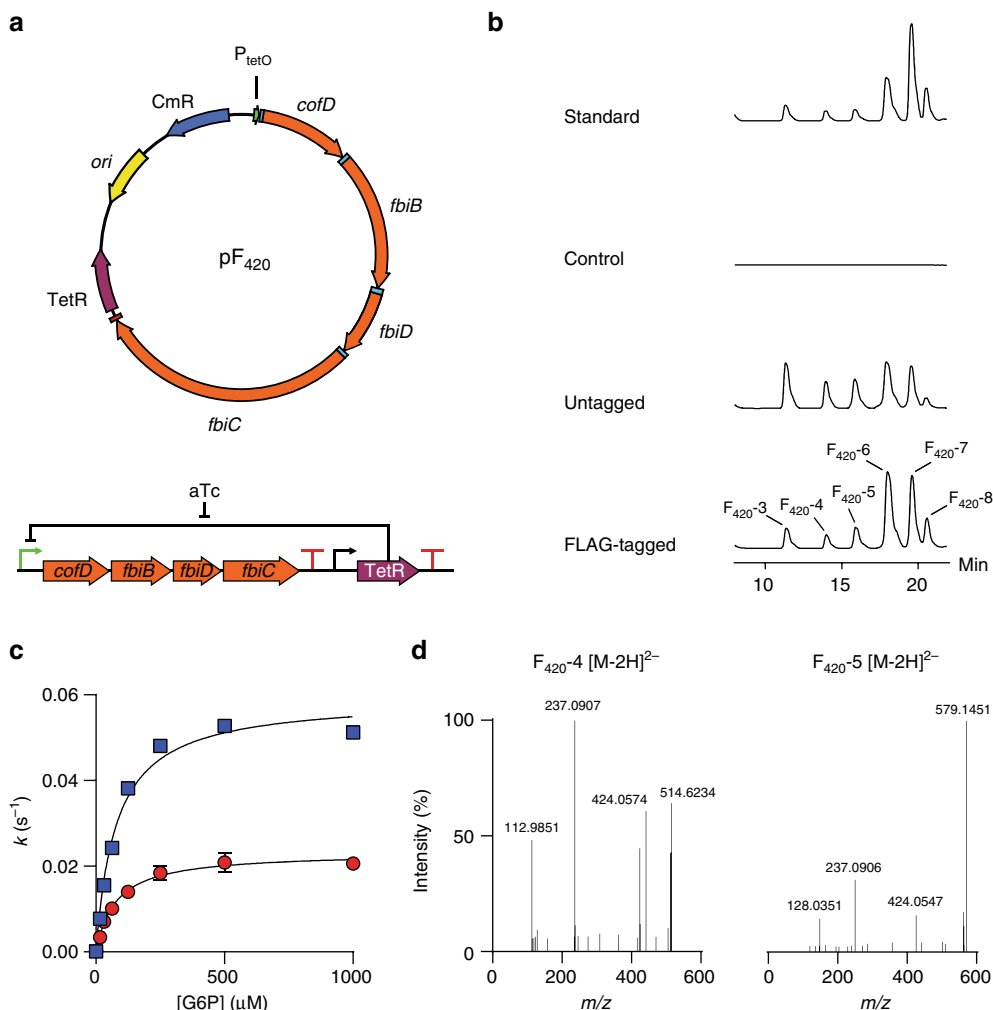 a
P_tetO
CmR
cofD
ori
fbiB
pF₄₂₀
TetR
fbiD
fbiC
aTc
cofD fbiB fbiD fbiC TetR
b
Standard
Control
Untagged
F₄₂₀-6
F₄₂₀-7
F₄₂₀-3
F₄₂₀-4
F₄₂₀-5
F₄₂₀-8
FLAG-tagged
Min
10 15 20
c
0.06
0.04
0.02
0.00
k (s⁻¹)
0 500 1000
[G6P] (μM)
d
F₄₂₀-4 [M-2H]²⁻
237.0907
424.0574
514.6234
112.9851
100
50
0
Intensity (%)
0 200 400 600
m/z
F₄₂₀-5 [M-2H]²⁻
579.1451
237.0906
128.0351
424.0547
0 200 400 600
m/z